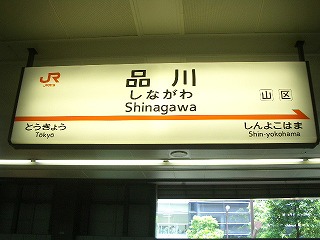 JR
品川
しながわ
Shinagawa
山 区
とうきょう
Tōkyō
しんよこはま
Shin-yokohama